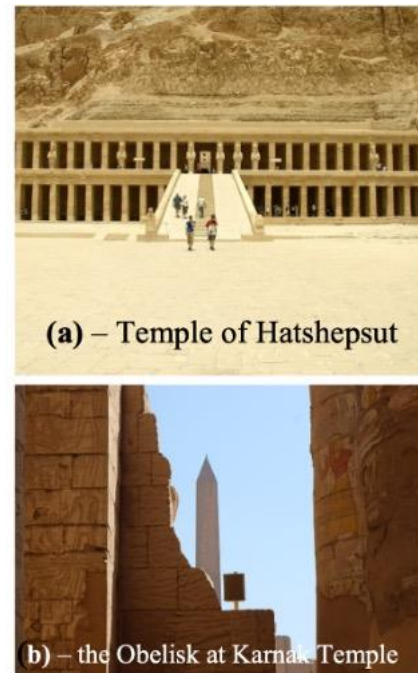 (a) – Temple of Hatshepsut
(b) – the Obelisk at Karnak Temple